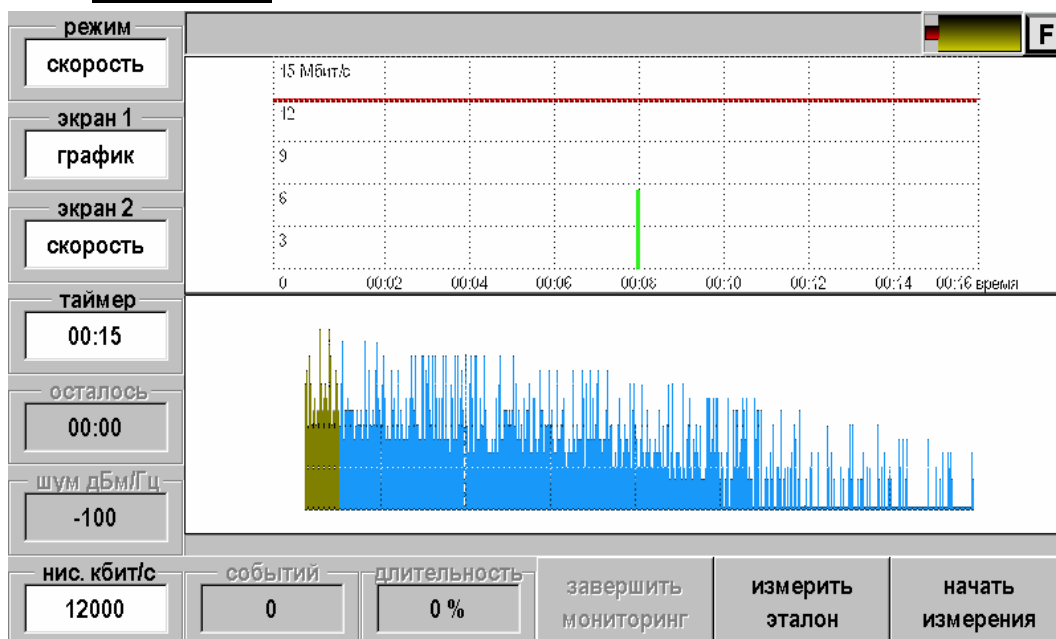 режим
скорость
F
экран 1
график
экран 2
скорость
таймер
00:15
осталось
00:00
шум дБм/Гц
-100
15 Мбит/с
12
9
6
3
0 00:02 00:04 00:06 00:08 00:10 00:12 00:14 00:16 время
нис. кбит/с
12000
событий
0
длительность
0 %
завершить
мониторинг
измерить
эталон
начать
измерения